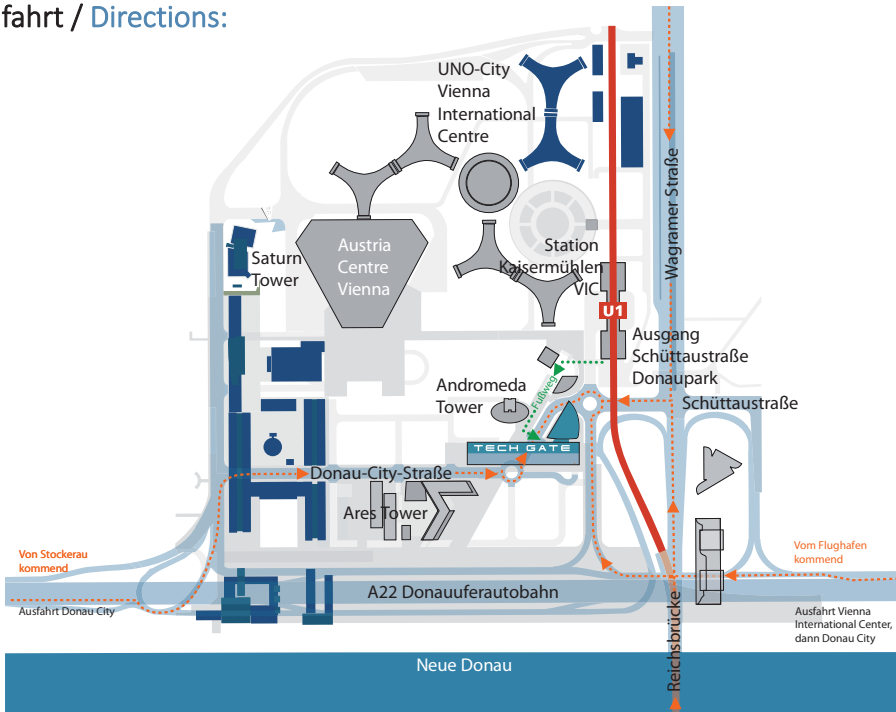 fahrt / Directions:
UNO-City
Vienna
International
Centre
Wagramer Straße
Austria
Centre
Vienna
Saturn
Tower
Station
Kaisermühlen
VIC
U1
Ausgang
Schüttaustraße
Donaupark
Fußweg
Andromeda
Tower
Schüttaustraße
TECH GATE
Donau-City-Straße
Ares Tower
Von Stockerau
kommend
Vom Flughafen
kommend
A22 Donauuferautobahn
Ausfahrt Donau City
Ausfahrt Vienna
International Center,
dann Donau City
Reichsbrücke
Neue Donau